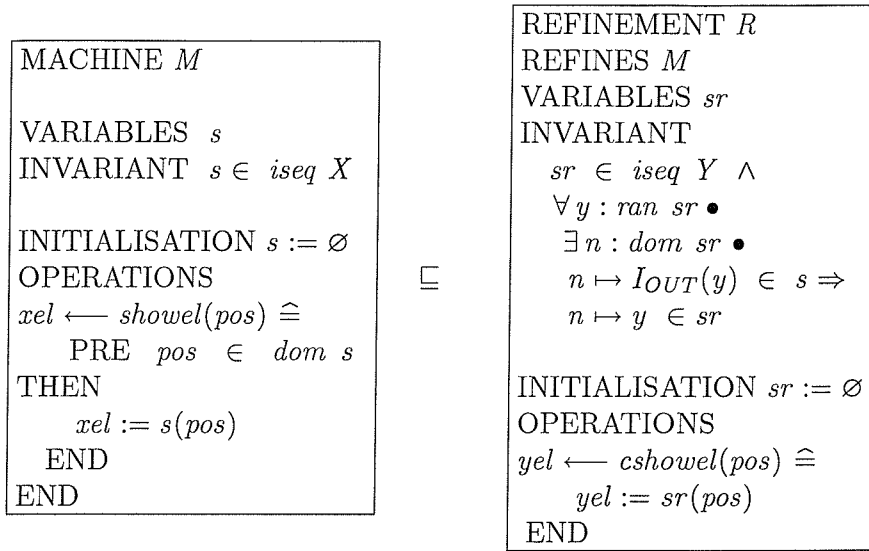 MACHINE M
VARIABLES s
INVARIANT s ∈ iseq X
INITIALISATION s := ∅
OPERATIONS
xel ⟵ showel(pos) ≙
PRE pos ∈ dom s
THEN
xel := s(pos)
END
END
⊑
REFINEMENT R
REFINES M
VARIABLES sr
INVARIANT
sr ∈ iseq Y ∧
∀ y : ran sr •
∃ n : dom sr •
n ↦ I_OUT(y) ∈ s ⇒
n ↦ y ∈ sr
INITIALISATION sr := ∅
OPERATIONS
yel ⟵ cshowel(pos) ≙
yel := sr(pos)
END